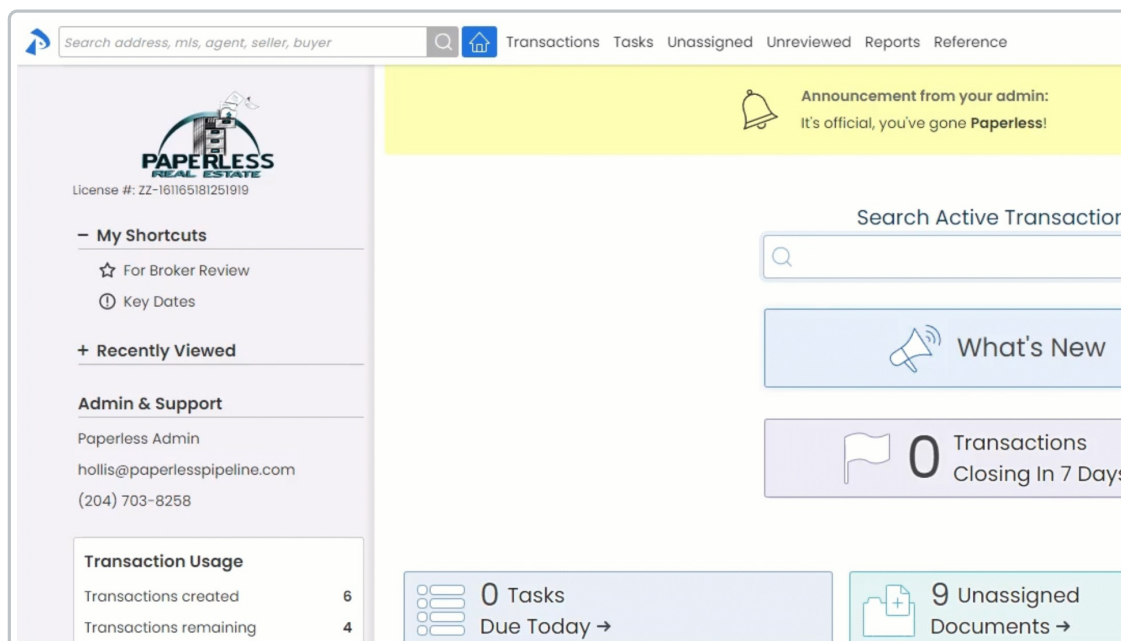 Search address, mls, agent, seller, buyer
Transactions Tasks Unassigned Unreviewed Reports Reference
PAPERLESS
REAL ESTATE
License #: ZZ-161165181251919
− My Shortcuts
For Broker Review
Key Dates
+ Recently Viewed
Admin & Support
Paperless Admin
hollis@paperlesspipeline.com
(204) 703-8258
Transaction Usage
Transactions created 6
Transactions remaining 4
Announcement from your admin:
It's official, you've gone Paperless!
Search Active Transaction
What's New
0 Transactions
Closing In 7 Days
0 Tasks
Due Today →
9 Unassigned
Documents →